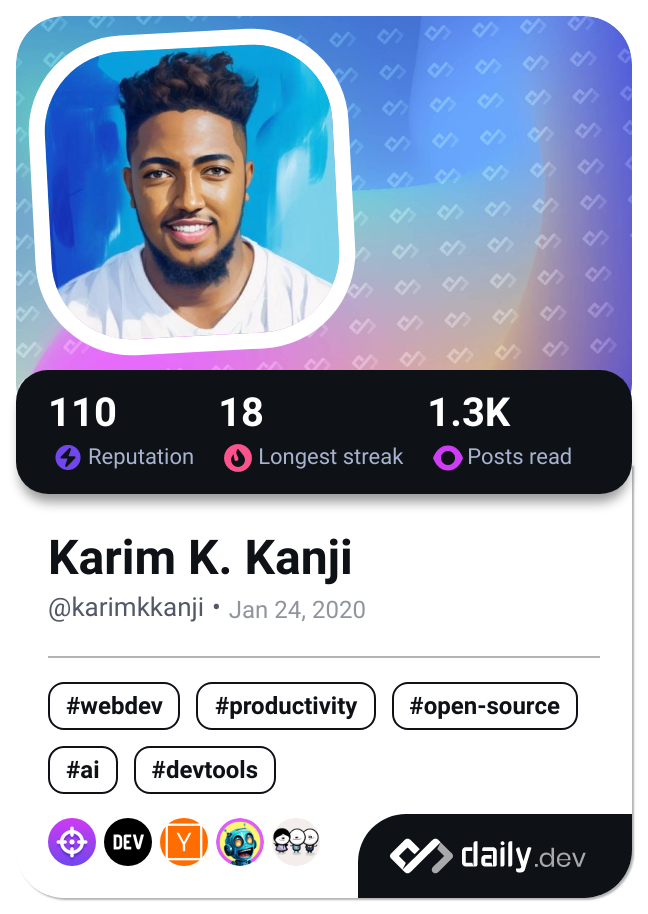 110 18 1.3K
Reputation Longest streak Posts read
Karim K. Kanji
@karimkkanji • Jan 24, 2020
#webdev #productivity #open-source
#ai #devtools
DEV Y daily.dev